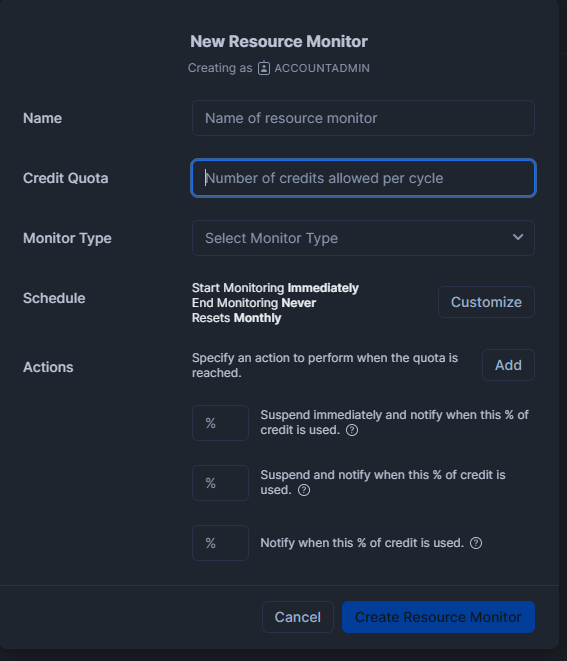 New Resource Monitor
Creating as ACCOUNTADMIN
Name
Name of resource monitor
Credit Quota
Number of credits allowed per cycle
Monitor Type
Select Monitor Type
Schedule
Start Monitoring Immediately
End Monitoring Never
Resets Monthly
Customize
Actions
Specify an action to perform when the quota is
reached.
Add
%
Suspend immediately and notify when this % of
credit is used. ?
%
Suspend and notify when this % of credit is
used. ?
%
Notify when this % of credit is used. ?
Cancel
Create Resource Monitor